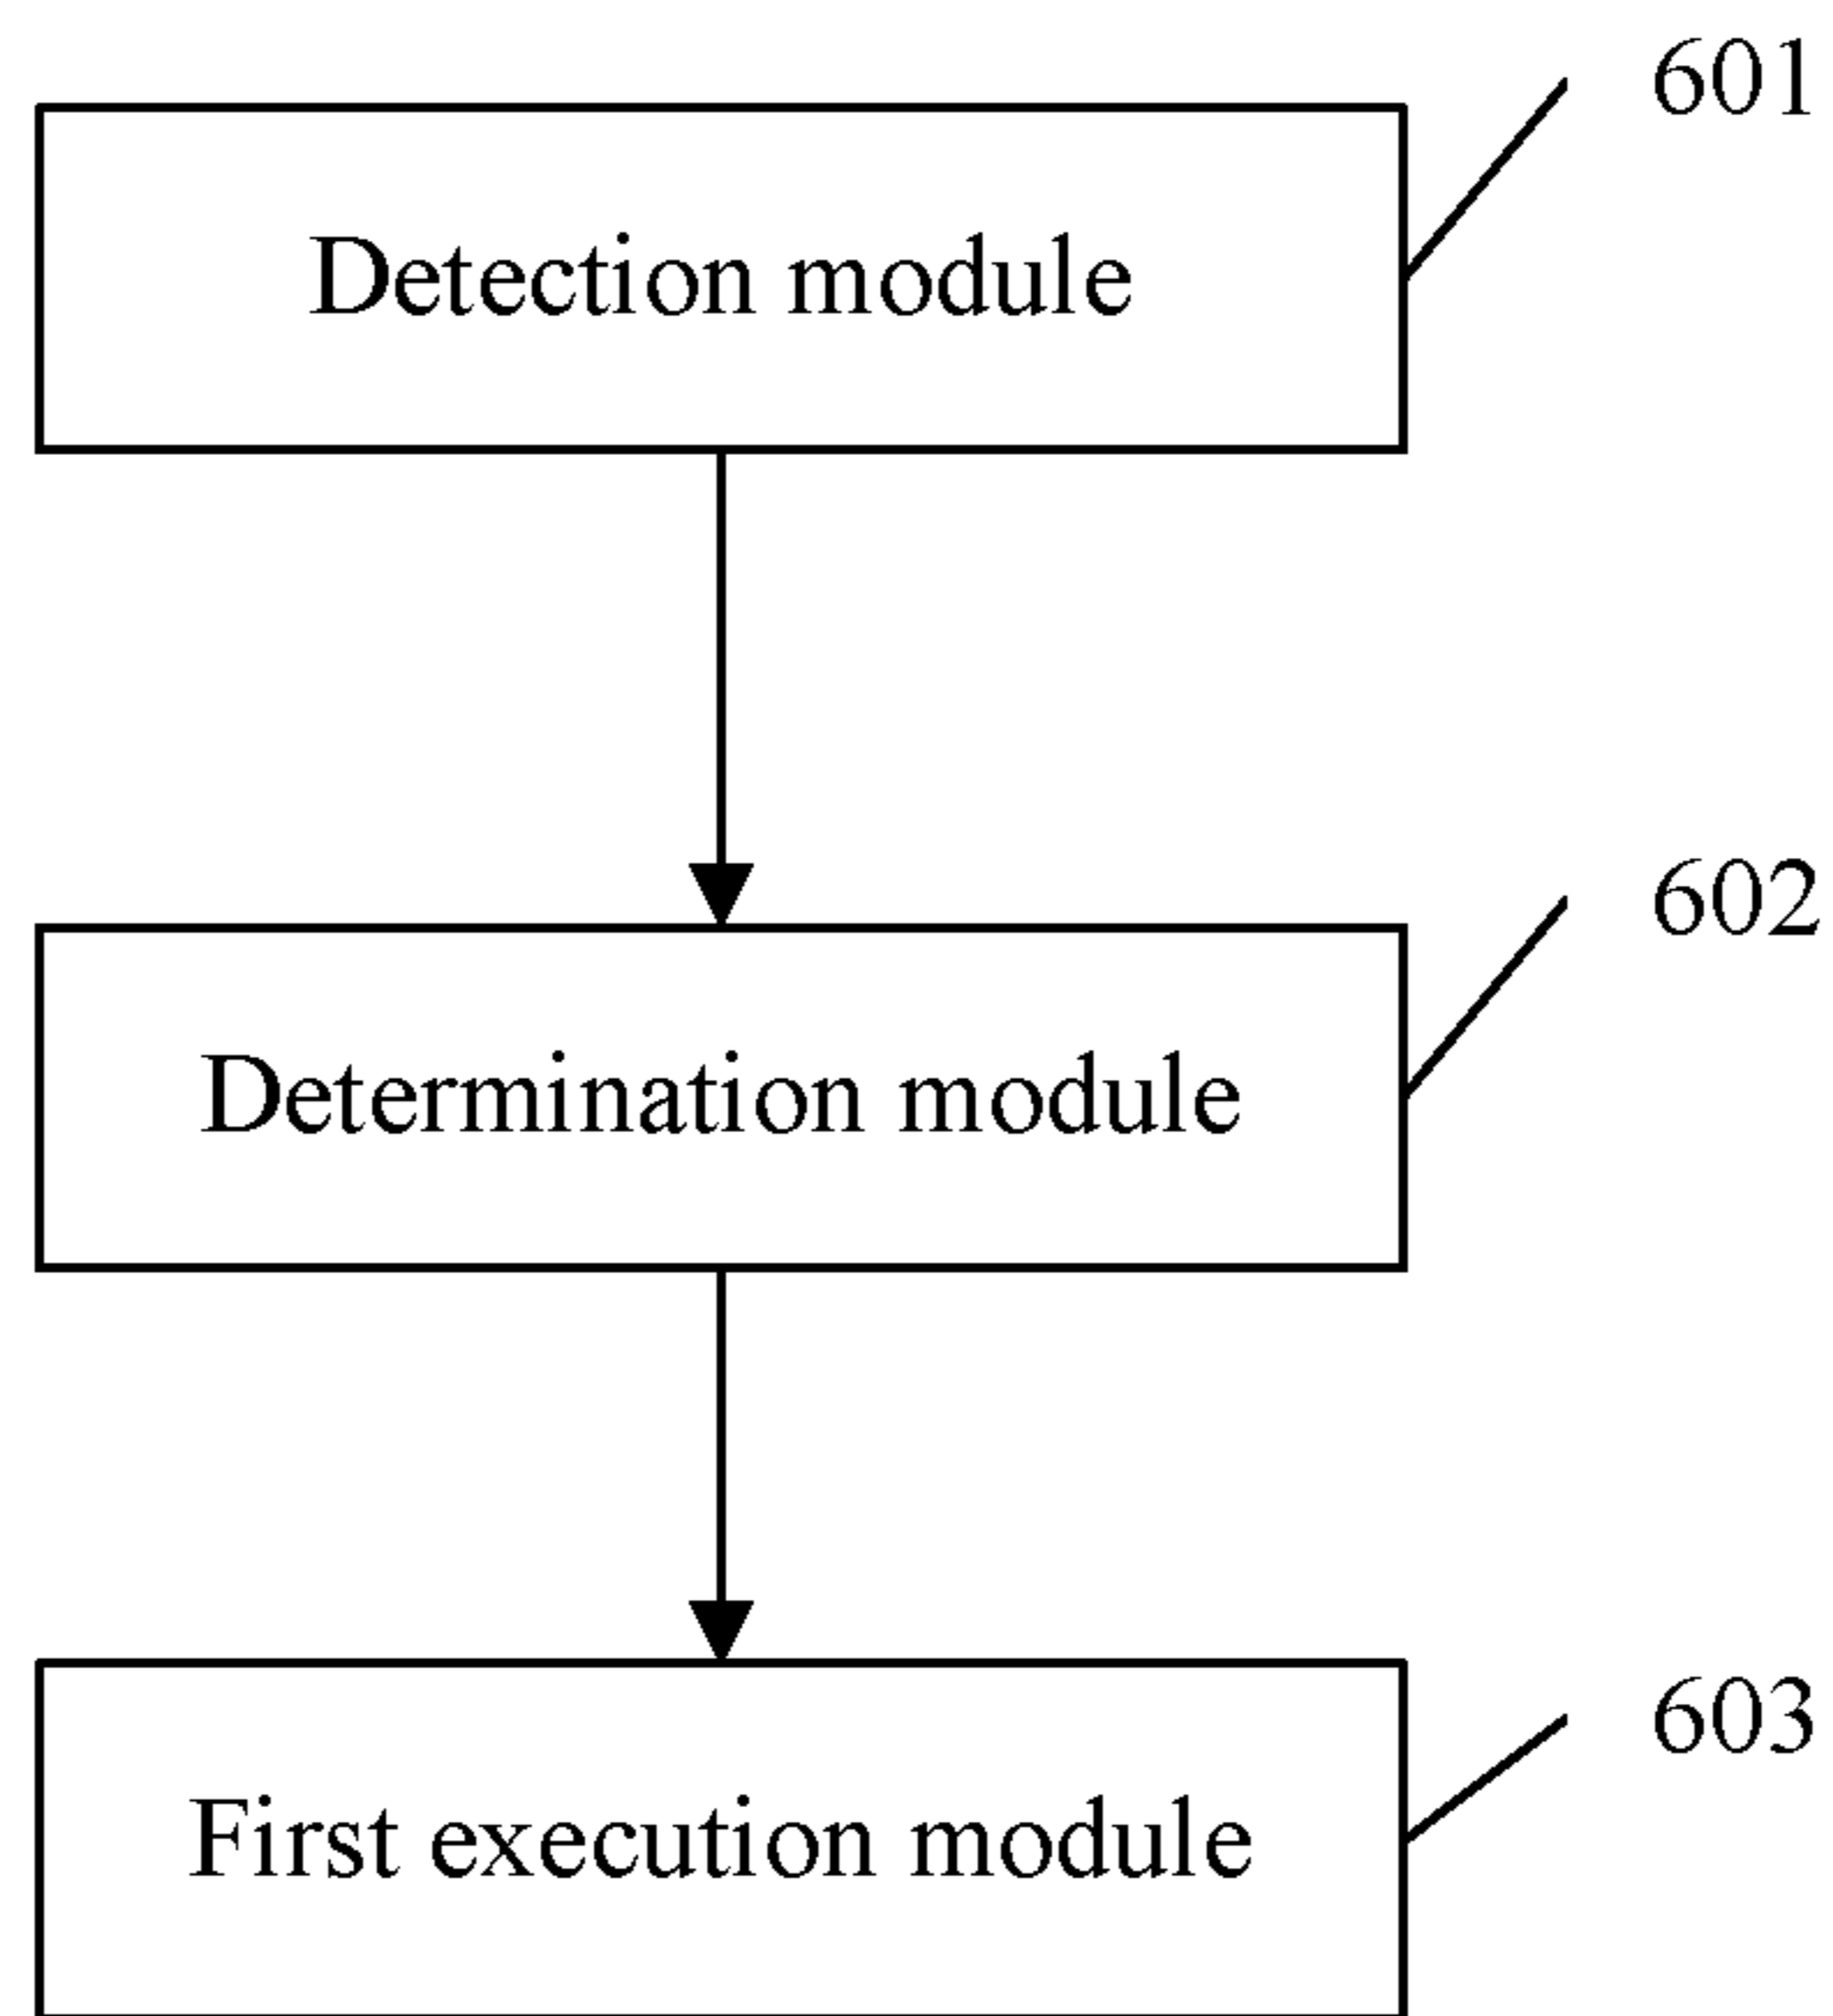 601
Detection module
602
Determination module
603
First execution module